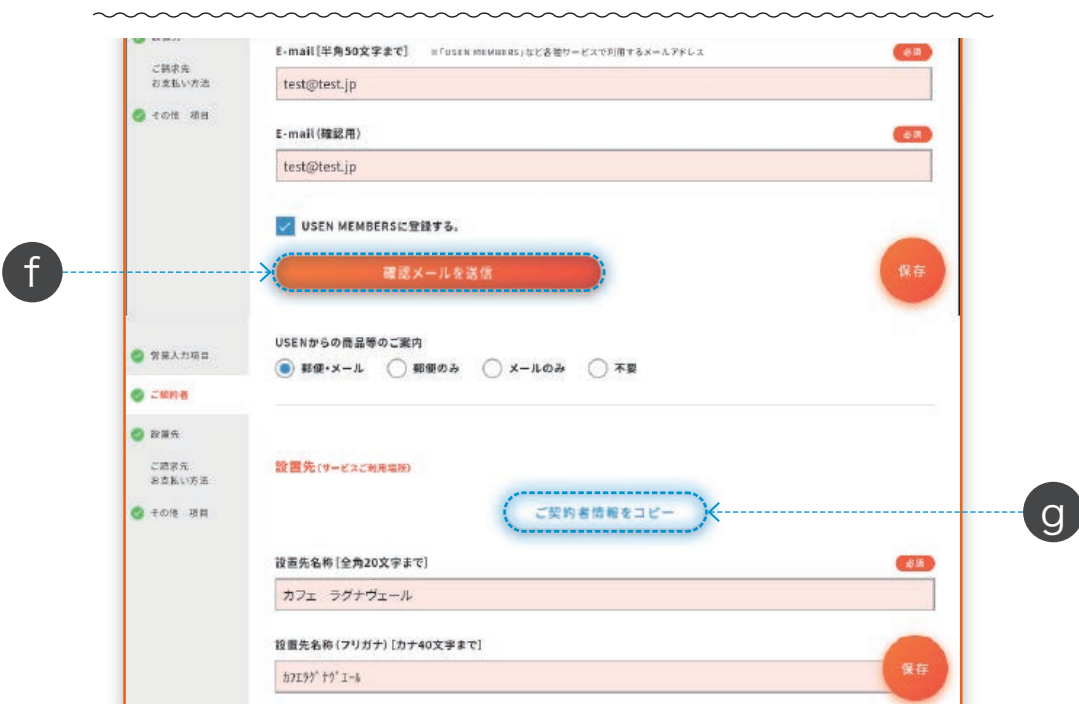 設置先
E-mail[半角50文字まで] ※「USEN MEMBERS」など各種サービスで利用するメールアドレス 必須
test@test.jp
ご請求先
お支払い方法
その他 項目
E-mail(確認用) 必須
test@test.jp
USEN MEMBERSに登録する。
f
確認メールを送信
保存
USENからの商品等のご案内
郵便・メール 郵便のみ メールのみ 不要
営業入力項目
ご契約者
設置先
ご請求先
お支払い方法
その他 項目
設置先(サービスご利用場所)
ご契約者情報をコピー
g
設置先名称[全角20文字まで] 必須
カフェ ラグナヴェール
設置先名称(フリガナ)[カナ40文字まで]
ｶﾌｴﾗｸﾞﾅｳﾞｴｰﾙ
保存